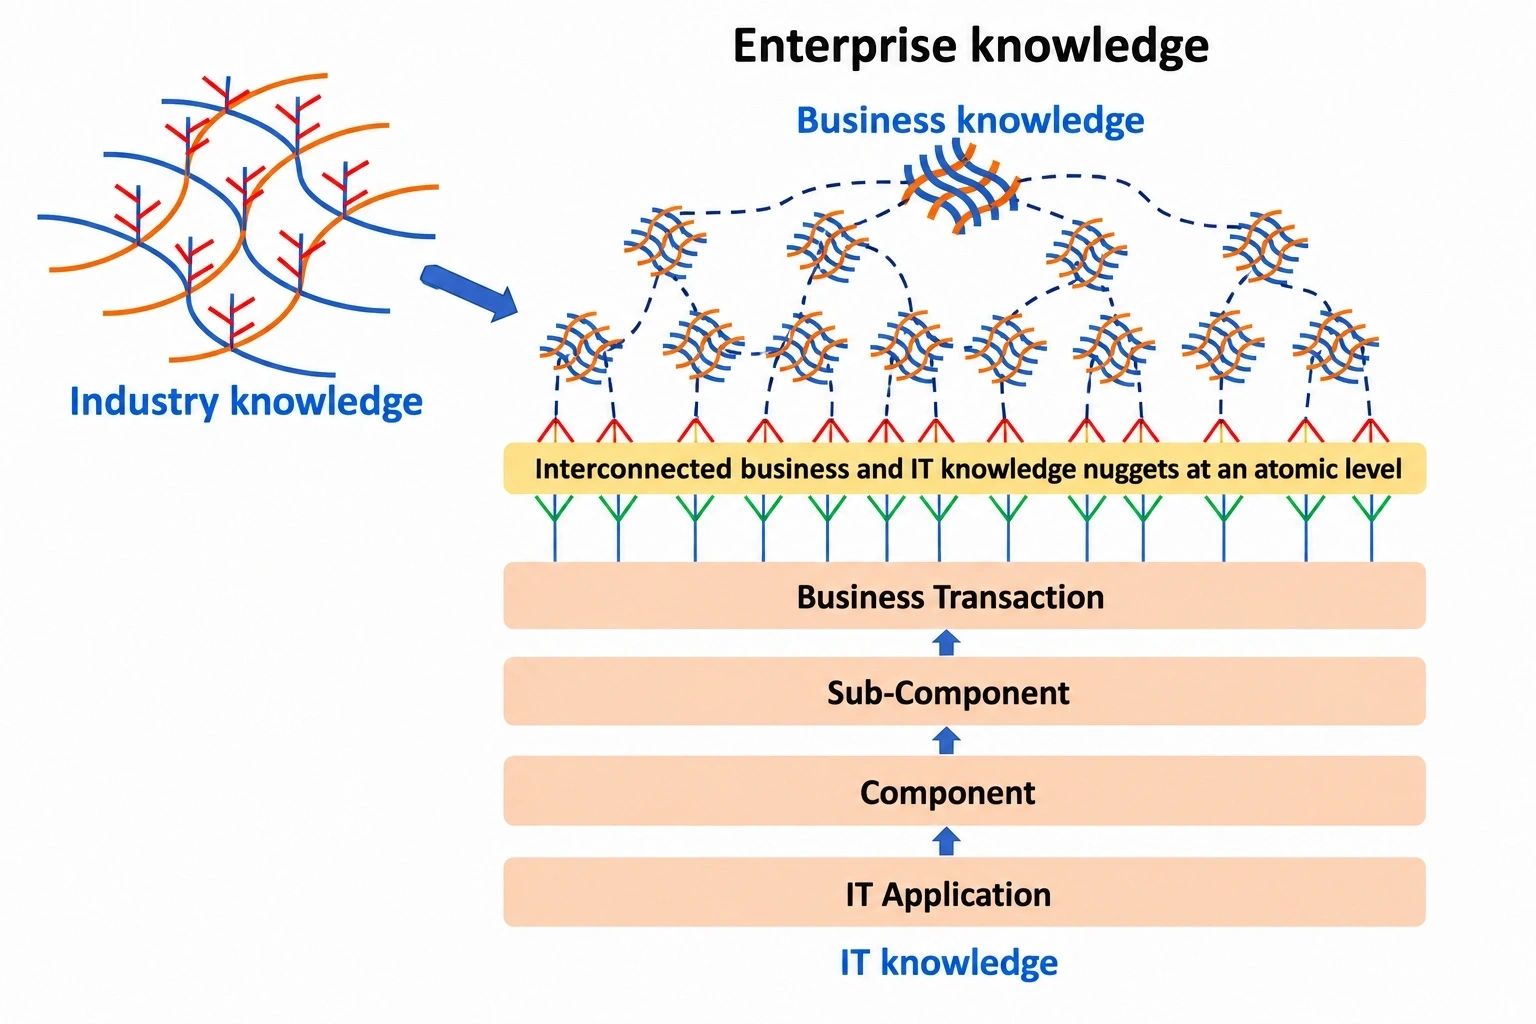 Enterprise knowledge
Business knowledge
Industry knowledge
Interconnected business and IT knowledge nuggets at an atomic level
Business Transaction
Sub-Component
Component
IT Application
IT knowledge